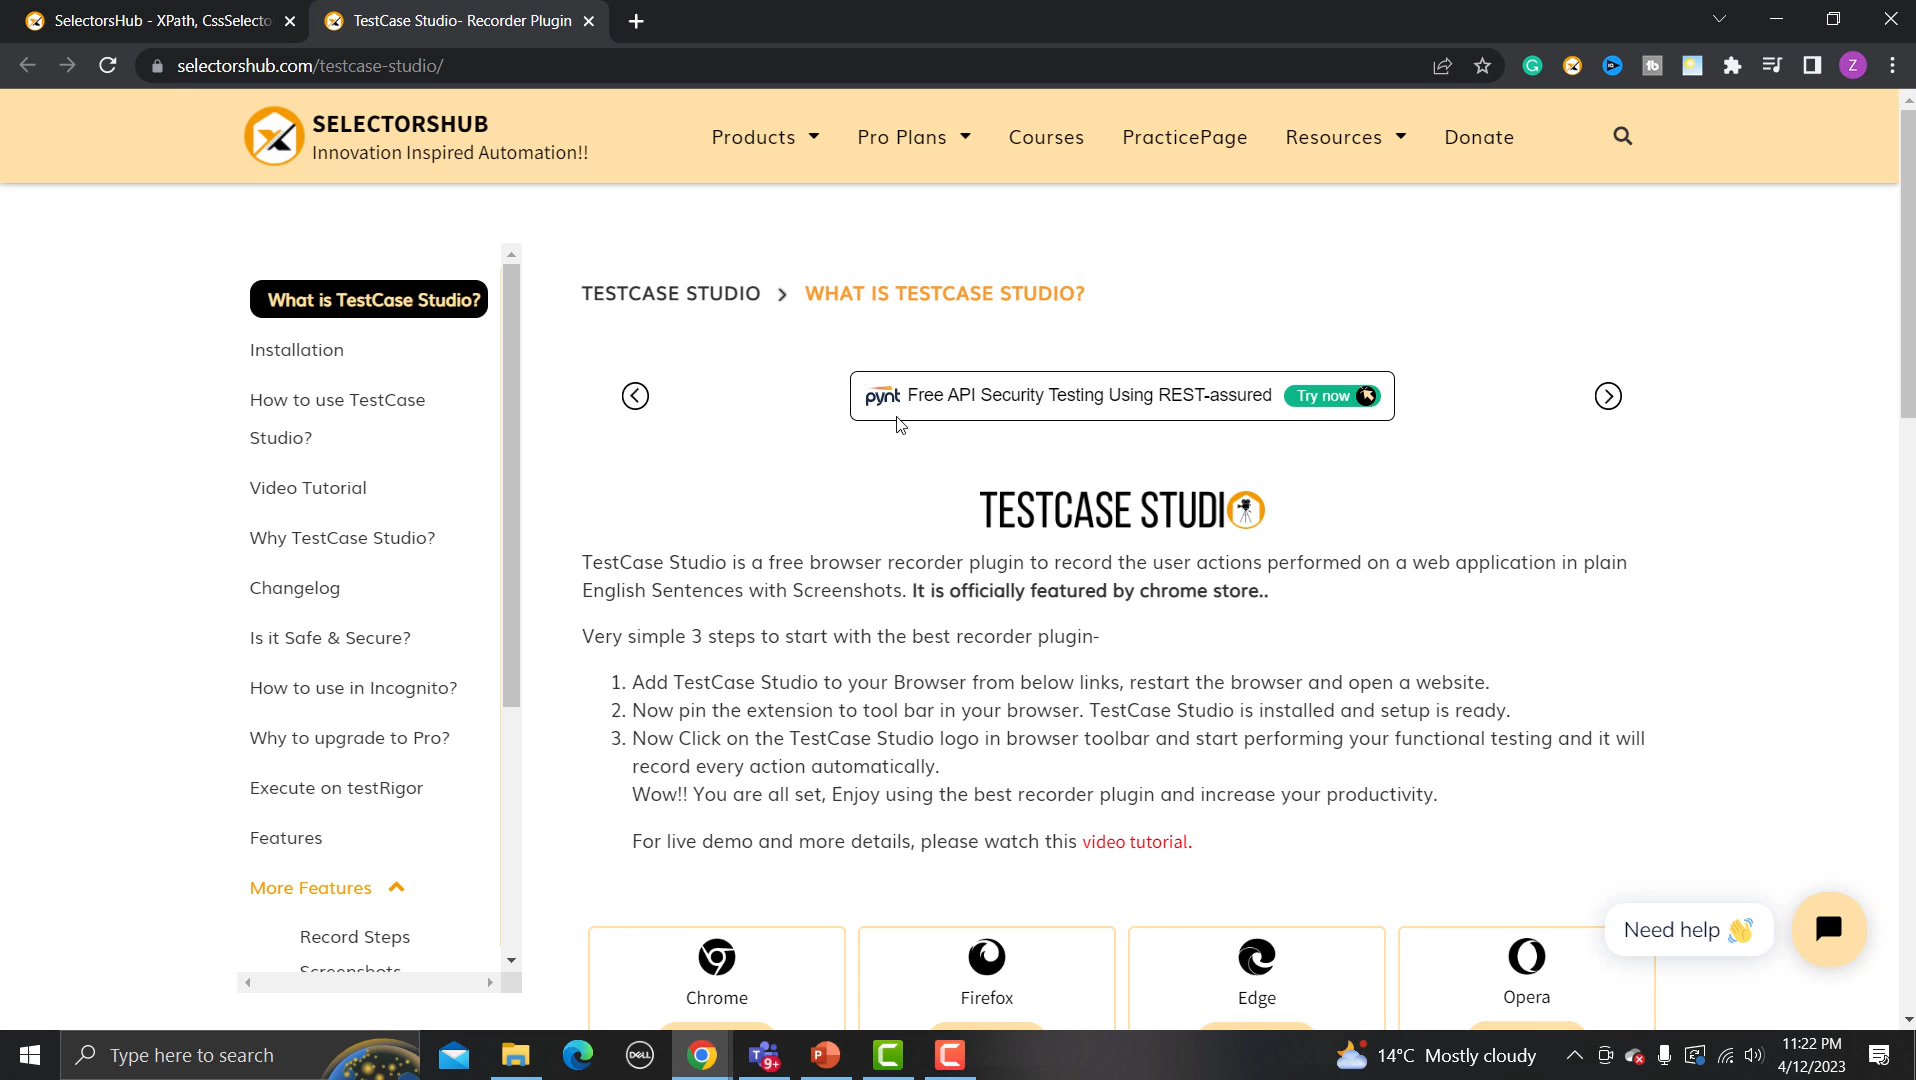 SelectorsHub - XPath, CssSelecto
TestCase Studio- Recorder Plugin
selectorshub.com/testcase-studio/
Z
SELECTORSHUB
Innovation Inspired Automation!!
Products
Pro Plans
Courses
PracticePage
Resources
Donate
What is TestCase Studio?
Installation
How to use TestCase
Studio?
Video Tutorial
Why TestCase Studio?
Changelog
Is it Safe & Secure?
How to use in Incognito?
Why to upgrade to Pro?
Execute on testRigor
Features
More Features
Record Steps
Screenshots
TESTCASE STUDIO > WHAT IS TESTCASE STUDIO?
pynt Free API Security Testing Using REST-assured Try now
TESTCASE STUDIO
TestCase Studio is a free browser recorder plugin to record the user actions performed on a web application in plain
English Sentences with Screenshots. It is officially featured by chrome store..
Very simple 3 steps to start with the best recorder plugin-
1. Add TestCase Studio to your Browser from below links, restart the browser and open a website.
2. Now pin the extension to tool bar in your browser. TestCase Studio is installed and setup is ready.
3. Now Click on the TestCase Studio logo in browser toolbar and start performing your functional testing and it will
record every action automatically.
Wow!! You are all set, Enjoy using the best recorder plugin and increase your productivity.
For live demo and more details, please watch this video tutorial.
Chrome
Firefox
Edge
Opera
Need help 👋
Type here to search
DELL
9+
14°C Mostly cloudy
11:22 PM
4/12/2023